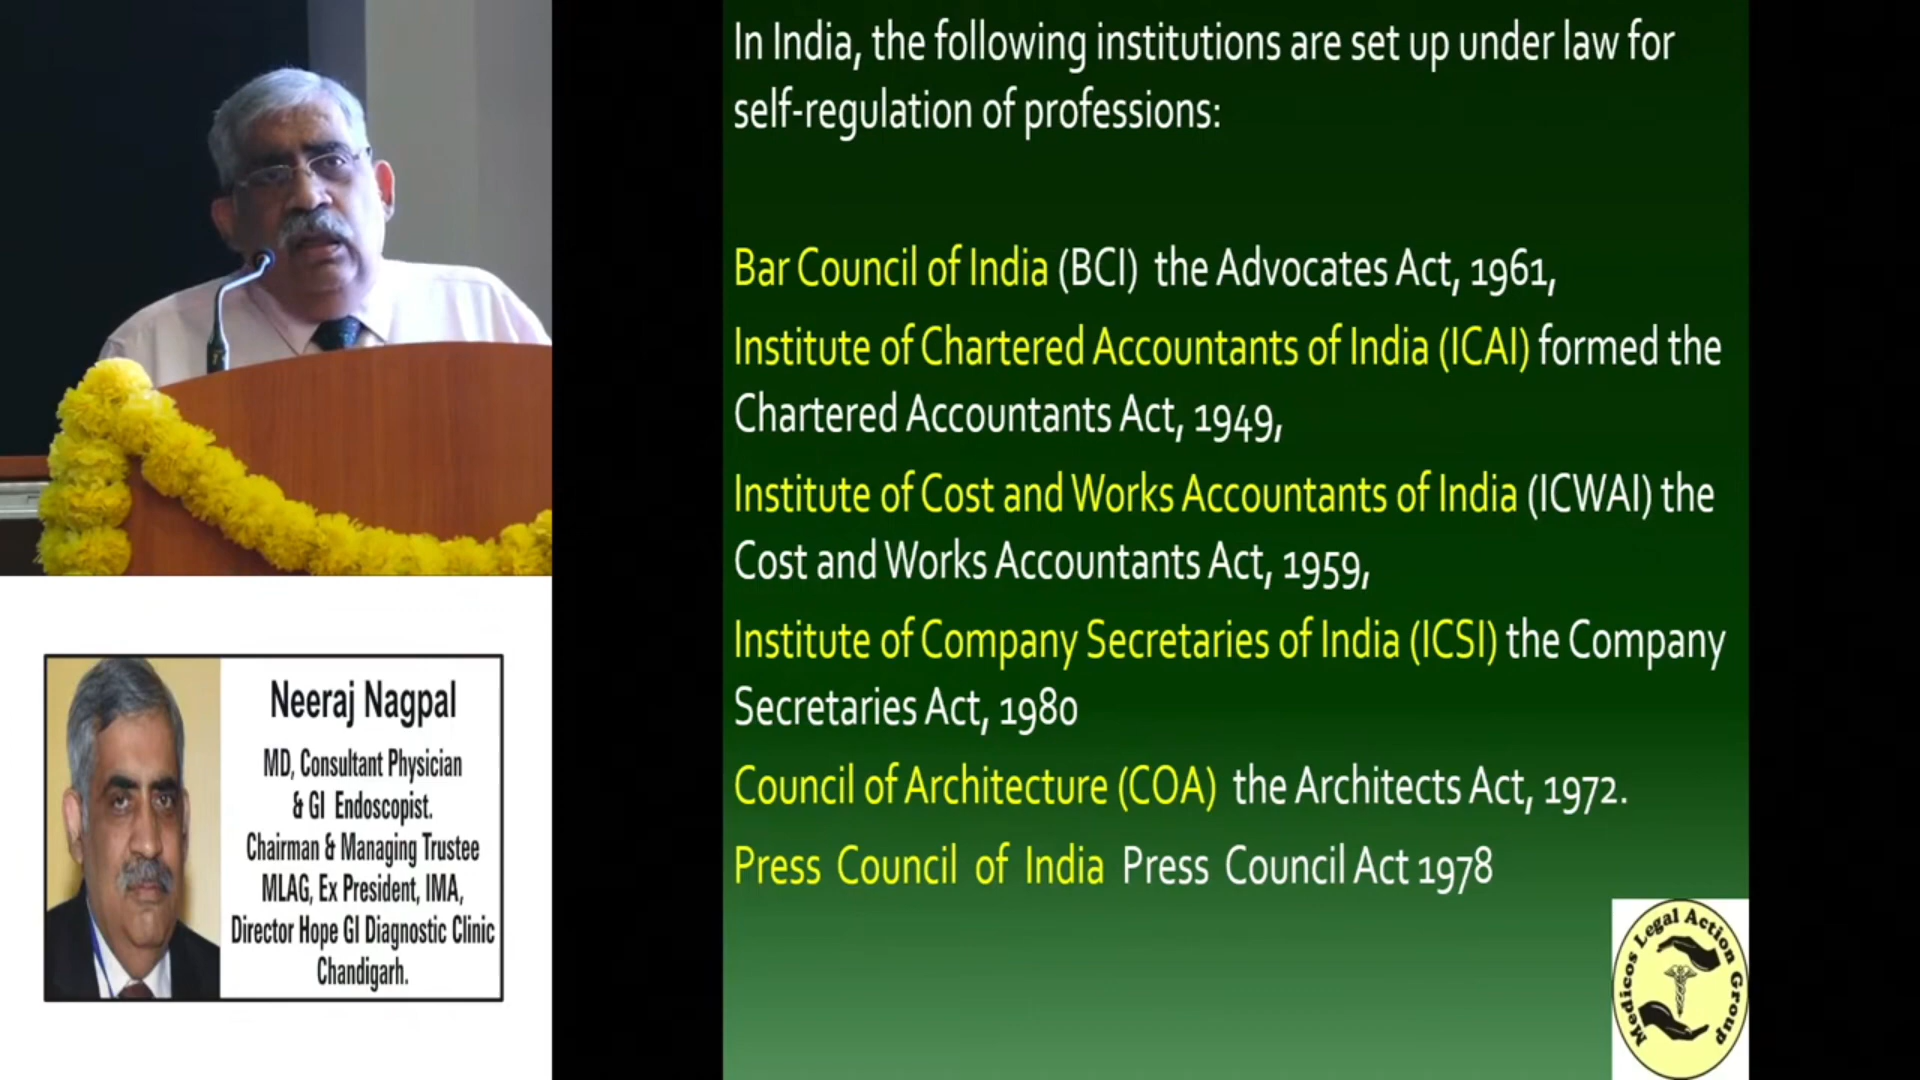 In India, the following institutions are set up under law for
self-regulation of professions:
Bar Council of India (BCI) the Advocates Act, 1961,
Institute of Chartered Accountants of India (ICAI) formed the
Chartered Accountants Act, 1949,
Institute of Cost and Works Accountants of India (ICWAI) the
Cost and Works Accountants Act, 1959,
Institute of Company Secretaries of India (ICSI) the Company
Secretaries Act, 1980
Council of Architecture (COA) the Architects Act, 1972.
Press Council of India Press Council Act 1978
Neeraj Nagpal
MD, Consultant Physician
& GI Endoscopist.
Chairman & Managing Trustee
MLAG, Ex President, IMA,
Director Hope GI Diagnostic Clinic
Chandigarh.
Medicos Legal Action Group